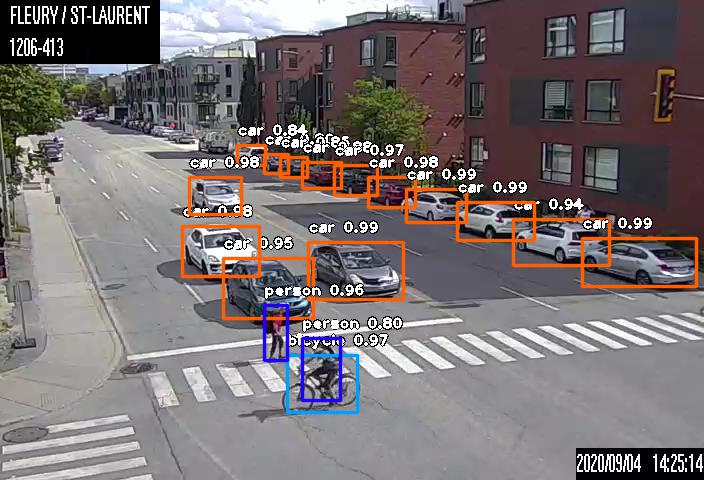 FLEURY / ST-LAURENT
1206-413
car 0.84
car 0.97
car 0.98
car 0.98
car 0.99
car 0.99
car 0.94
car 0.98
car 0.99
car 0.99
car 0.95
person 0.96
person 0.80
bicycle 0.97
2020/09/04 14:25:14